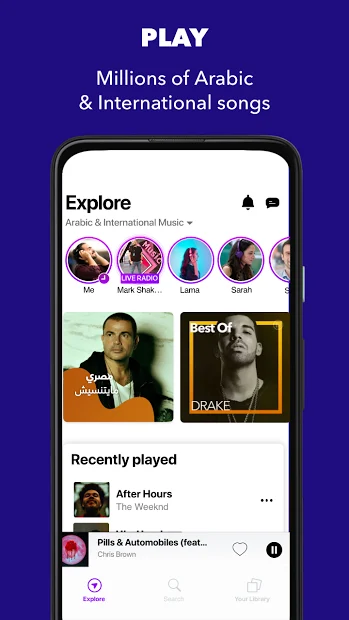 PLAY
Millions of Arabic
& International songs
Explore
Arabic & International Music
LIVE RADIO
Me
Mark Shak...
Lama
Sarah
S
مصري
مايتنسيش
Best Of
DRAKE
Recently played
After Hours
The Weeknd
Pills & Automobiles (feat...
Chris Brown
Explore
Search
Your Library